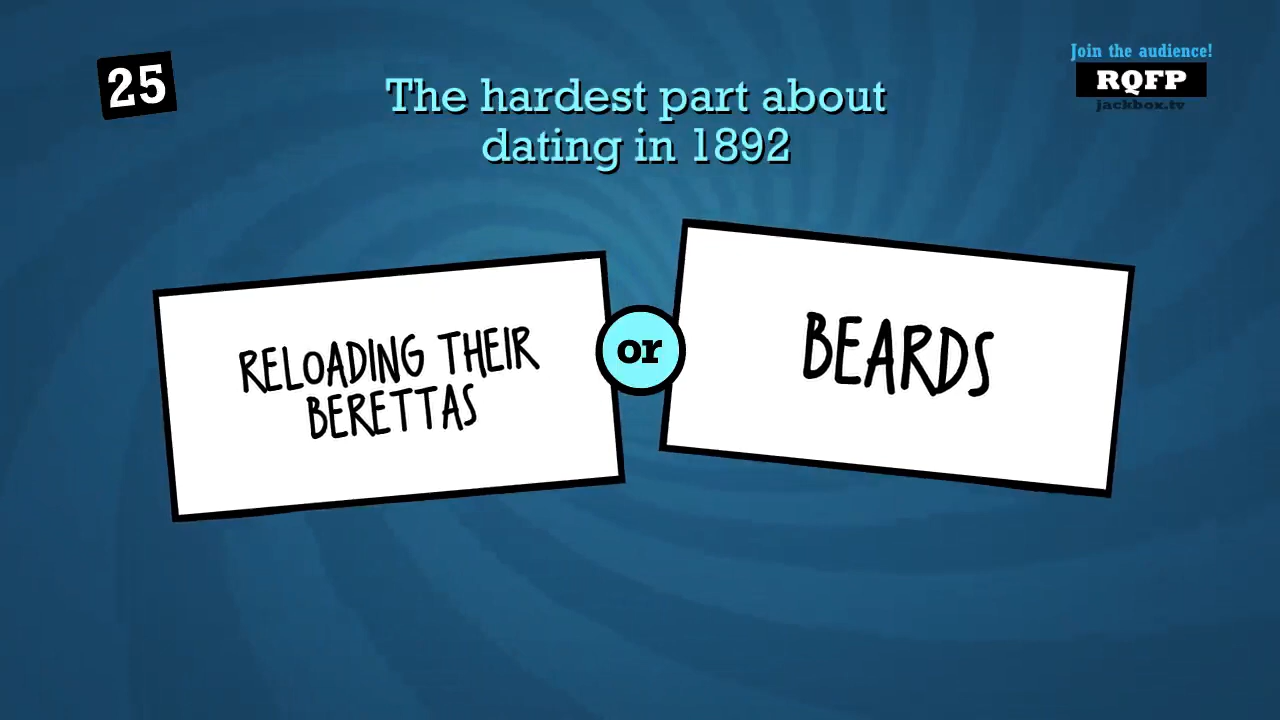 25
The hardest part about
dating in 1892
Join the audience!
RQFP
jackbox.tv
RELOADING THEIR
BERETTAS
or
BEARDS